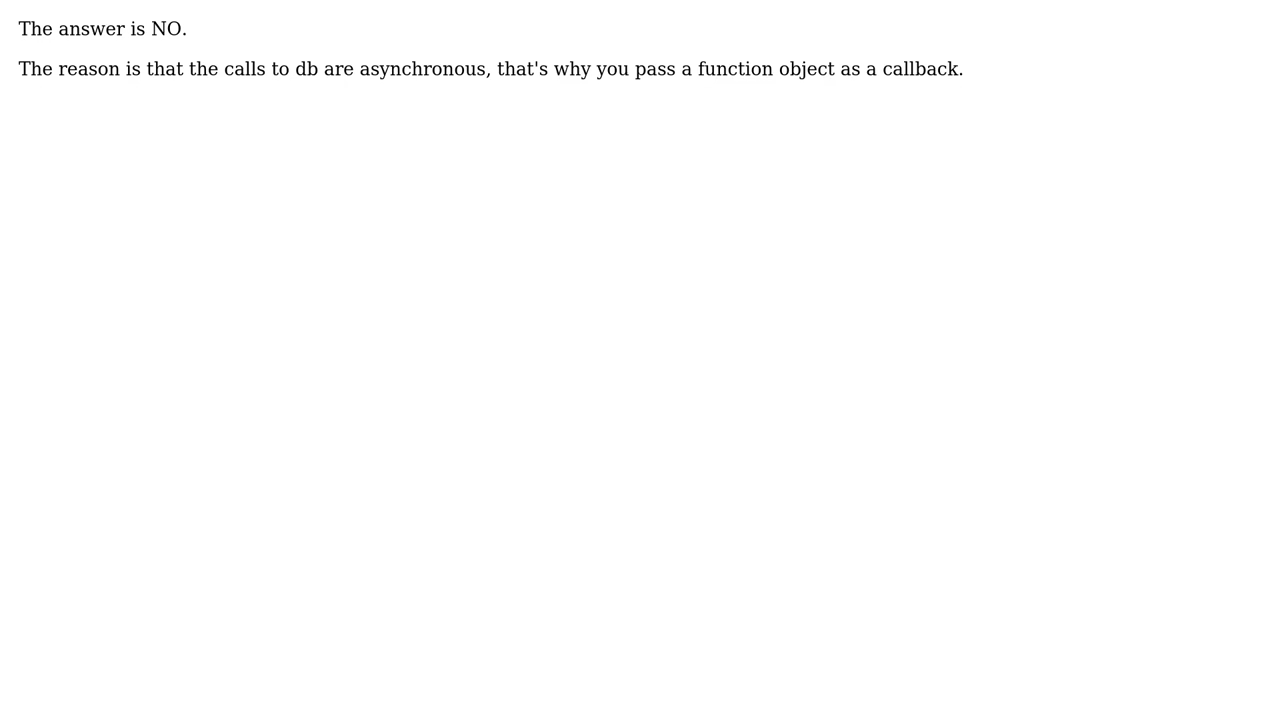 The answer is NO.
The reason is that the calls to db are asynchronous, that's why you pass a function object as a callback.